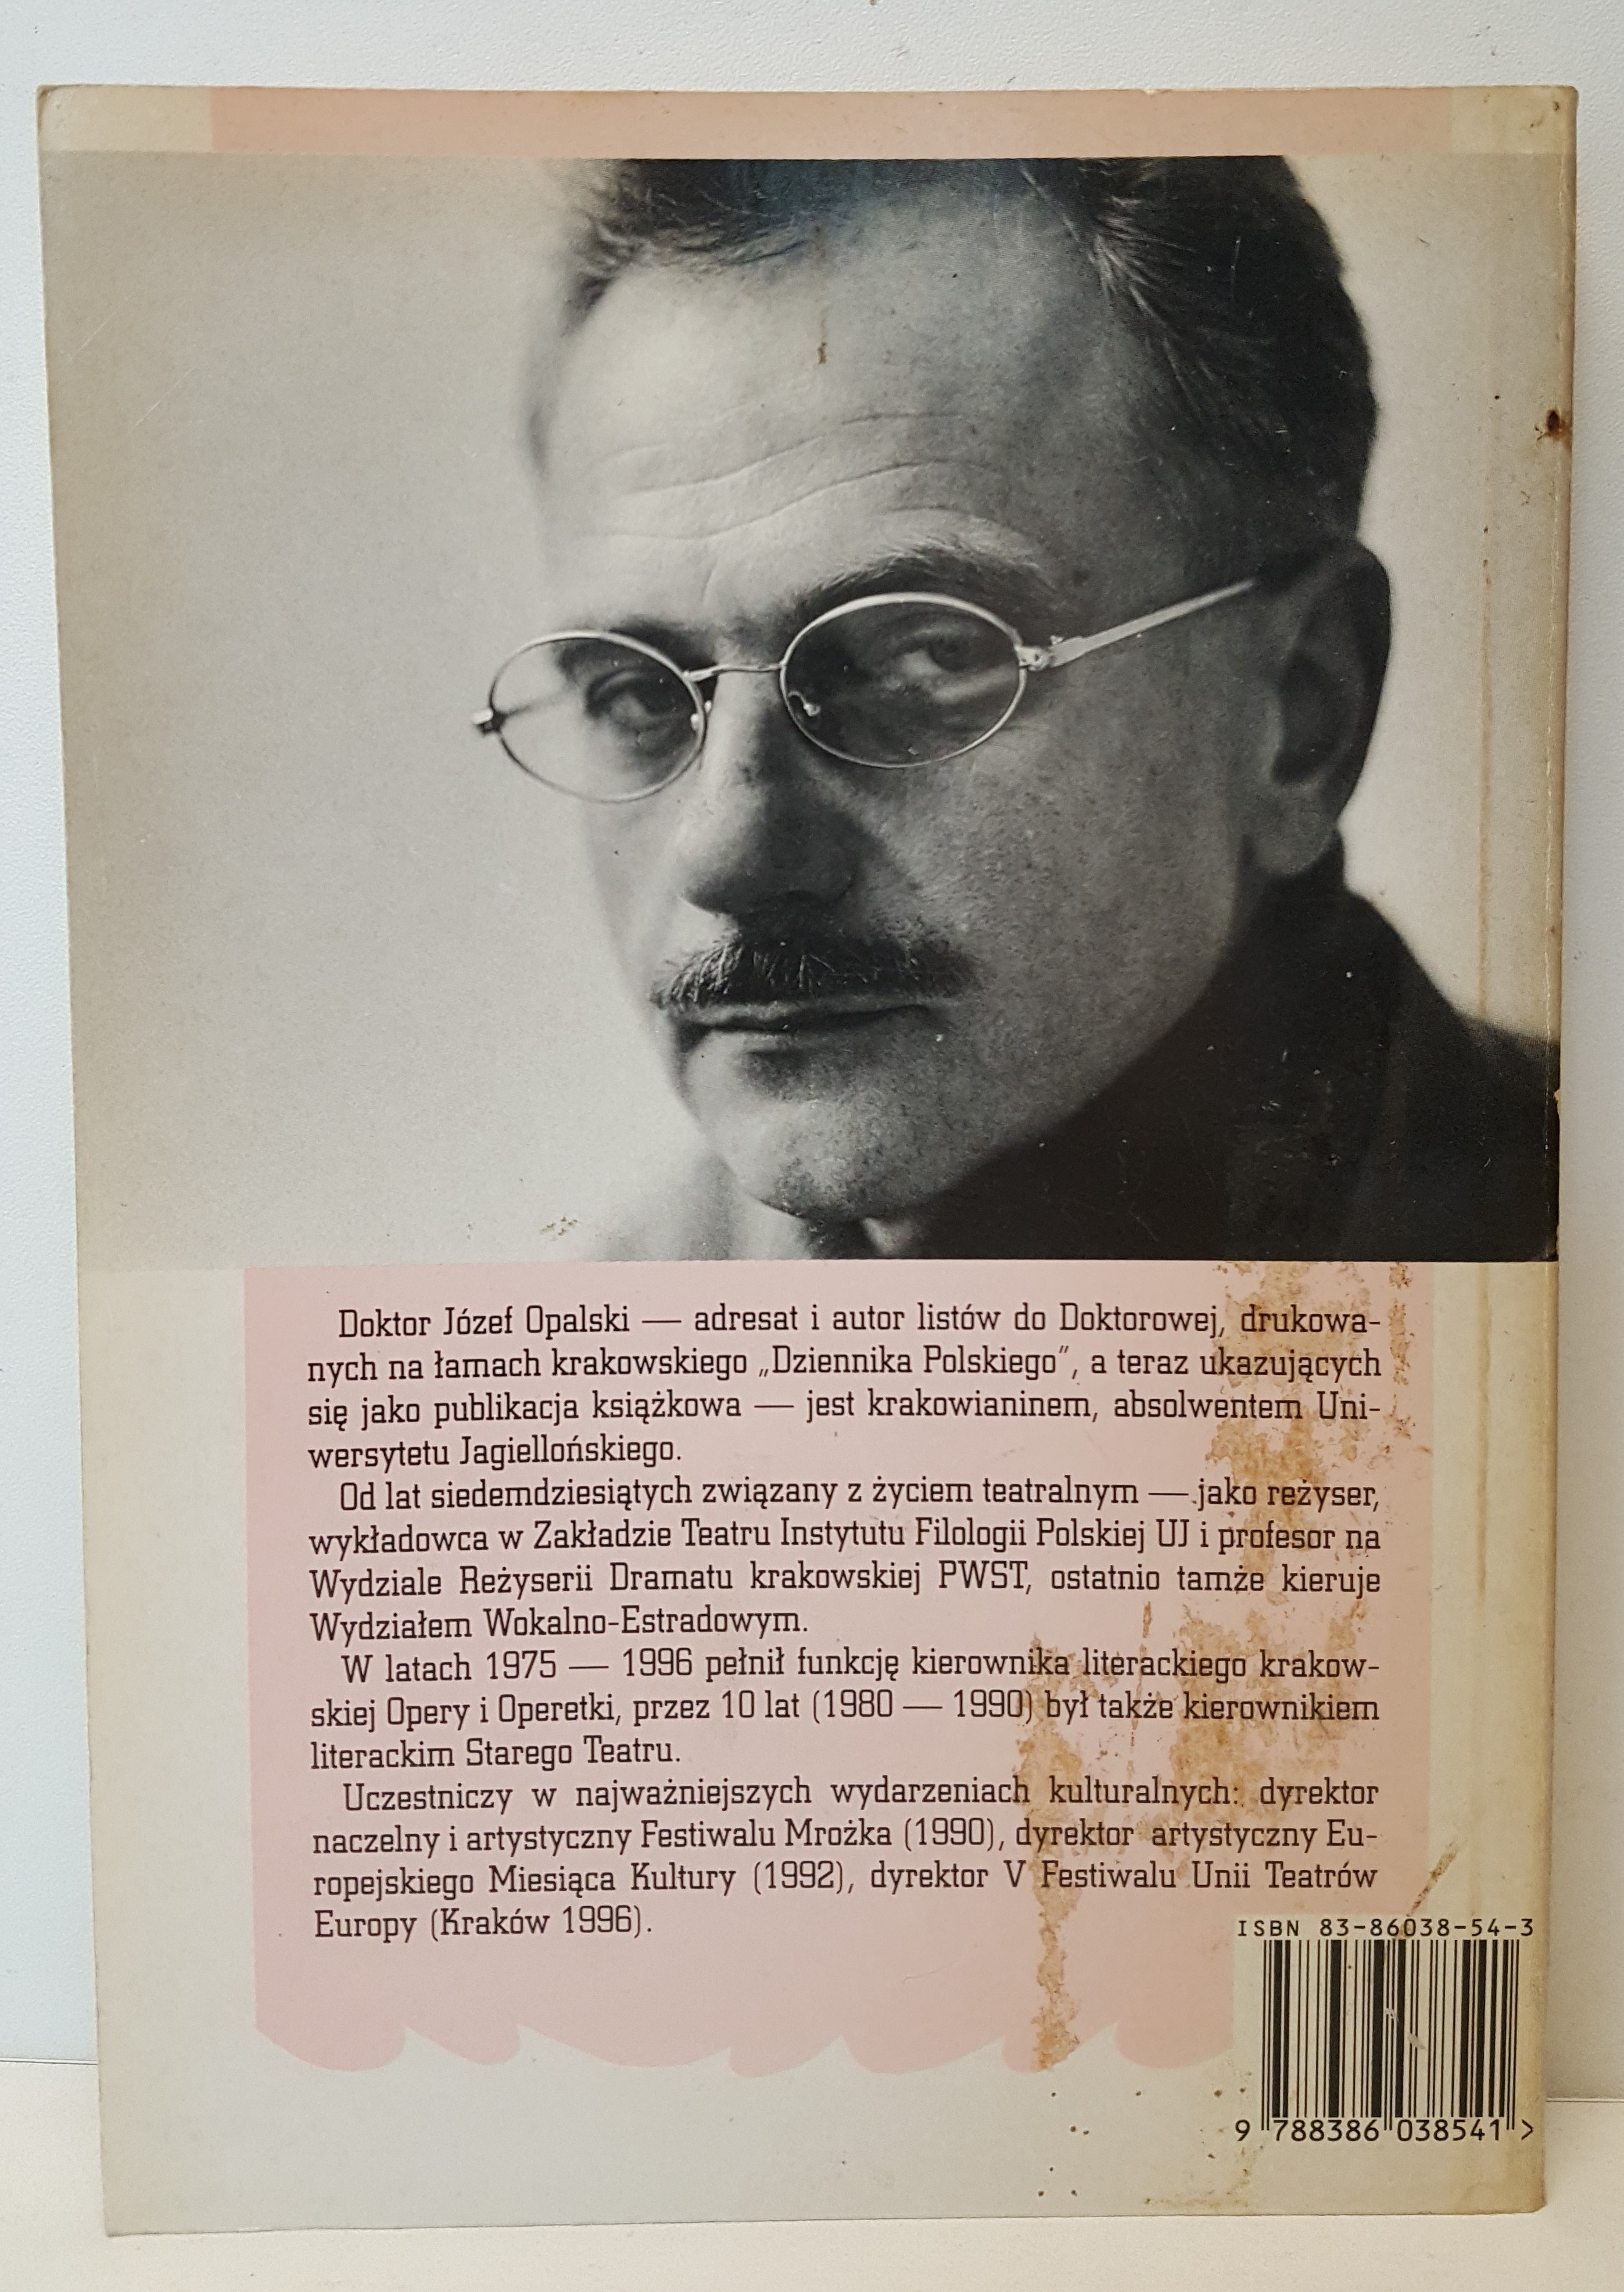 Doktor Józef Opalski — adresat i autor listów do Doktorowej, drukowa-
nych na łamach krakowskiego „Dziennika Polskiego”, a teraz ukazujących
się jako publikacja książkowa — jest krakowianinem, absolwentem Uni-
wersytetu Jagiellońskiego.
Od lat siedemdziesiątych związany z życiem teatralnym — jako reżyser,
wykładowca w Zakładzie Teatru Instytutu Filologii Polskiej UJ i profesor na
Wydziale Reżyserii Dramatu krakowskiej PWST, ostatnio tamże kieruje
Wydziałem Wokalno-Estradowym.
W latach 1975 — 1996 pełnił funkcję kierownika literackiego krakow-
skiej Opery i Operetki, przez 10 lat (1980 — 1990) był także kierownikiem
literackim Starego Teatru.
Uczestniczy w najważniejszych wydarzeniach kulturalnych: dyrektor
naczelny i artystyczny Festiwalu Mrożka (1990), dyrektor artystyczny Eu-
ropejskiego Miesiąca Kultury (1992), dyrektor V Festiwalu Unii Teatrów
Europy (Kraków 1996).
ISBN 83-86038-54-3
9 788386 038541 >